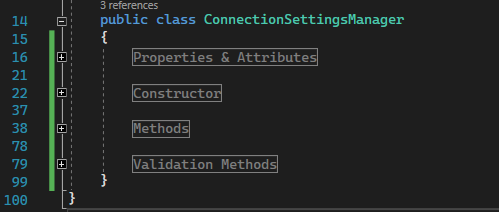 3 references
14 public class ConnectionSettingsManager
15 {
16 Properties & Attributes
21
22 Constructor
37
38 Methods
78
79 Validation Methods
99 }
100 }